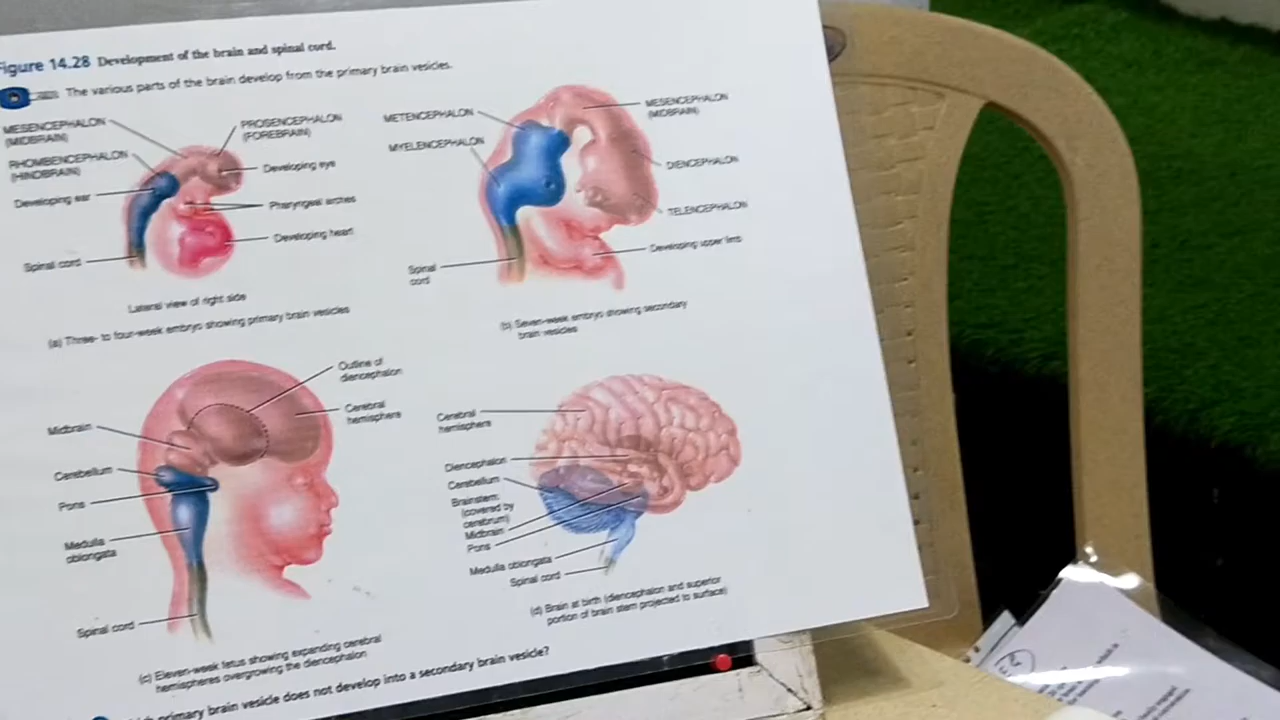 Figure 14.28 Development of the brain and spinal cord.
The various parts of the brain develop from the primary brain vesicles.
MESENCEPHALON
(MIDBRAIN)
PROSENCEPHALON
(FOREBRAIN)
RHOMBENCEPHALON
(HINDBRAIN)
Developing eye
Developing ear
Pharyngeal arches
Developing heart
Spinal cord
Lateral view of right side
(a) Three- to four-week embryo showing primary brain vesicles
METENCEPHALON
MESENCEPHALON
(MIDBRAIN)
MYELENCEPHALON
DIENCEPHALON
TELENCEPHALON
Developing upper limb
Spinal
cord
(b) Seven-week embryo showing secondary
brain vesicles
Outline of
diencephalon
Cerebral
hemisphere
Midbrain
Cerebellum
Pons
Medulla
oblongata
Spinal cord
(c) Eleven-week fetus showing expanding cerebral
hemispheres overgrowing the diencephalon
Cerebral
hemisphere
Diencephalon
Cerebellum
Brainstem
(covered by
cerebrum)
Midbrain
Pons
Medulla oblongata
Spinal cord
(d) Brain at birth (diencephalon and superior
portion of brain stem projected to surface)
primary brain vesicle does not develop into a secondary brain vesicle?